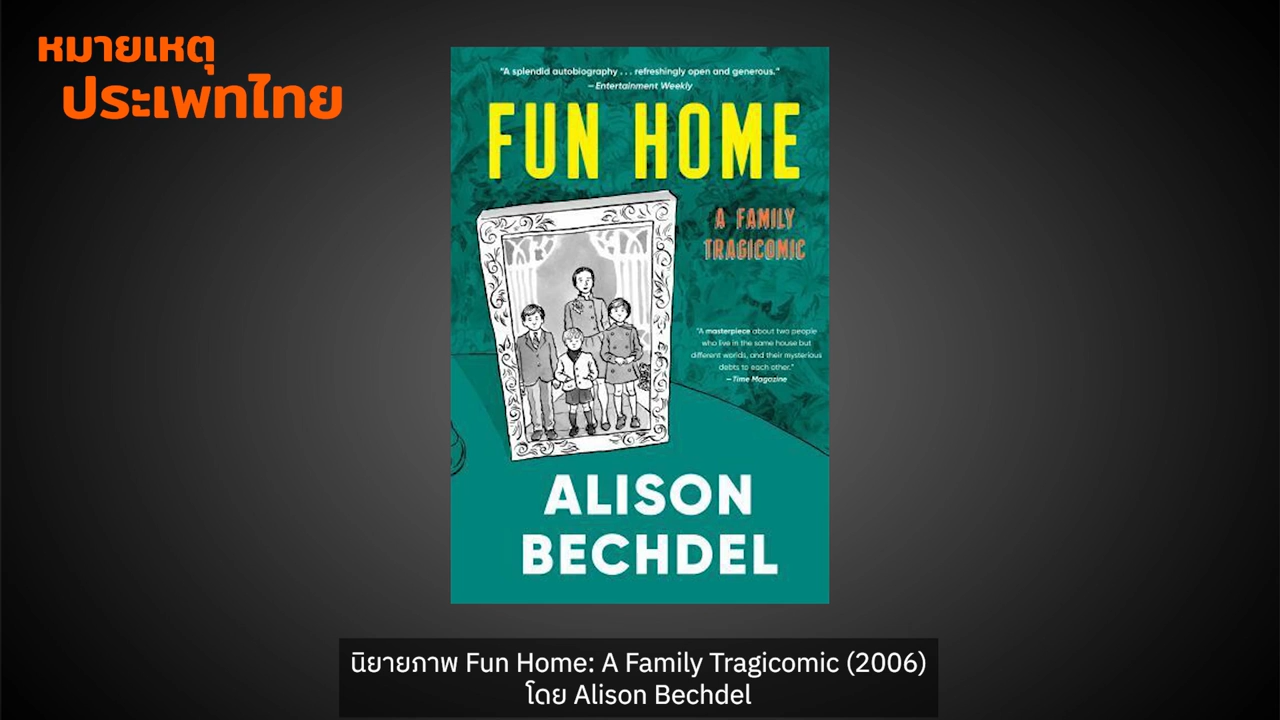 หมายเหตุ
ประเพทไทย
"A splendid autobiography . . . refreshingly open and generous."
—Entertainment Weekly
FUN HOME
A FAMILY
TRAGICOMIC
"A masterpiece about two people
who live in the same house but
different worlds, and their mysterious
debts to each other."
—Time Magazine
ALISON
BECHDEL
นิยายภาพ Fun Home: A Family Tragicomic (2006)
โดย Alison Bechdel